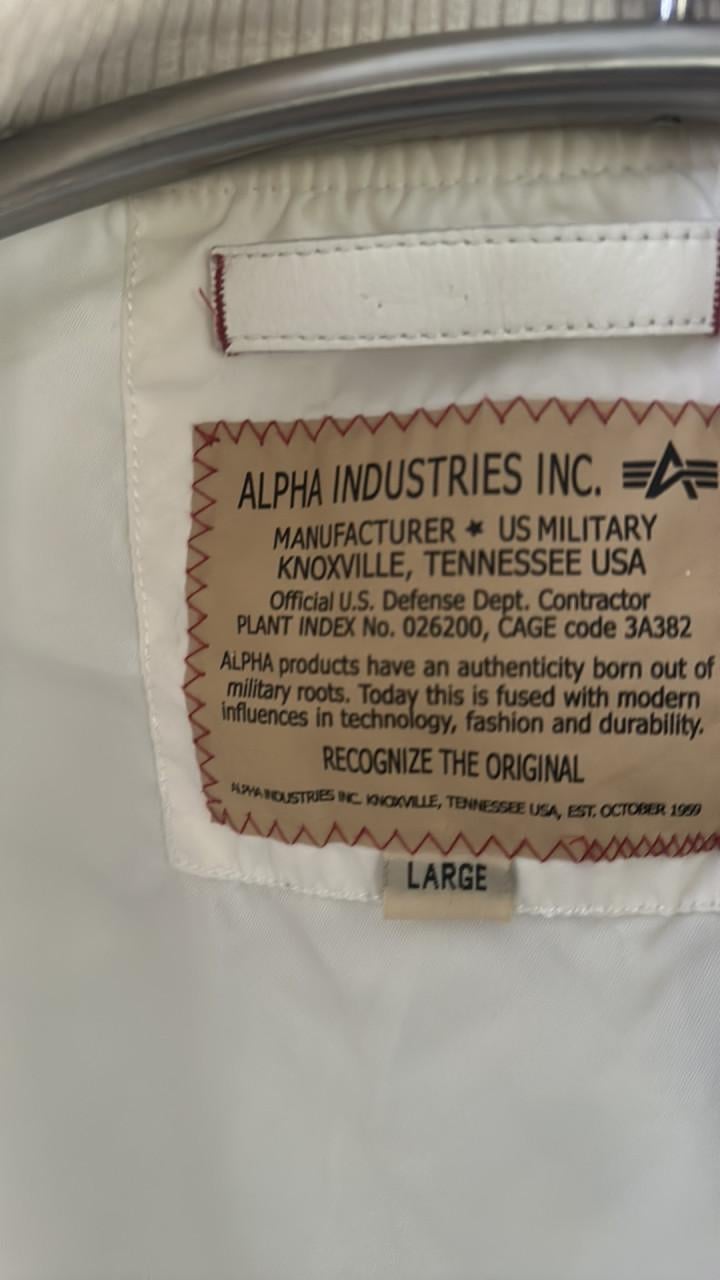 ALPHA INDUSTRIES INC.
MANUFACTURER ★ US MILITARY
KNOXVILLE, TENNESSEE USA
Official U.S. Defense Dept. Contractor
PLANT INDEX No. 026200, CAGE code 3A382
ALPHA products have an authenticity born out of
military roots. Today this is fused with modern
influences in technology, fashion and durability.
RECOGNIZE THE ORIGINAL
ALPHA INDUSTRIES INC. KNOXVILLE, TENNESSEE USA, EST. OCTOBER 1959
LARGE